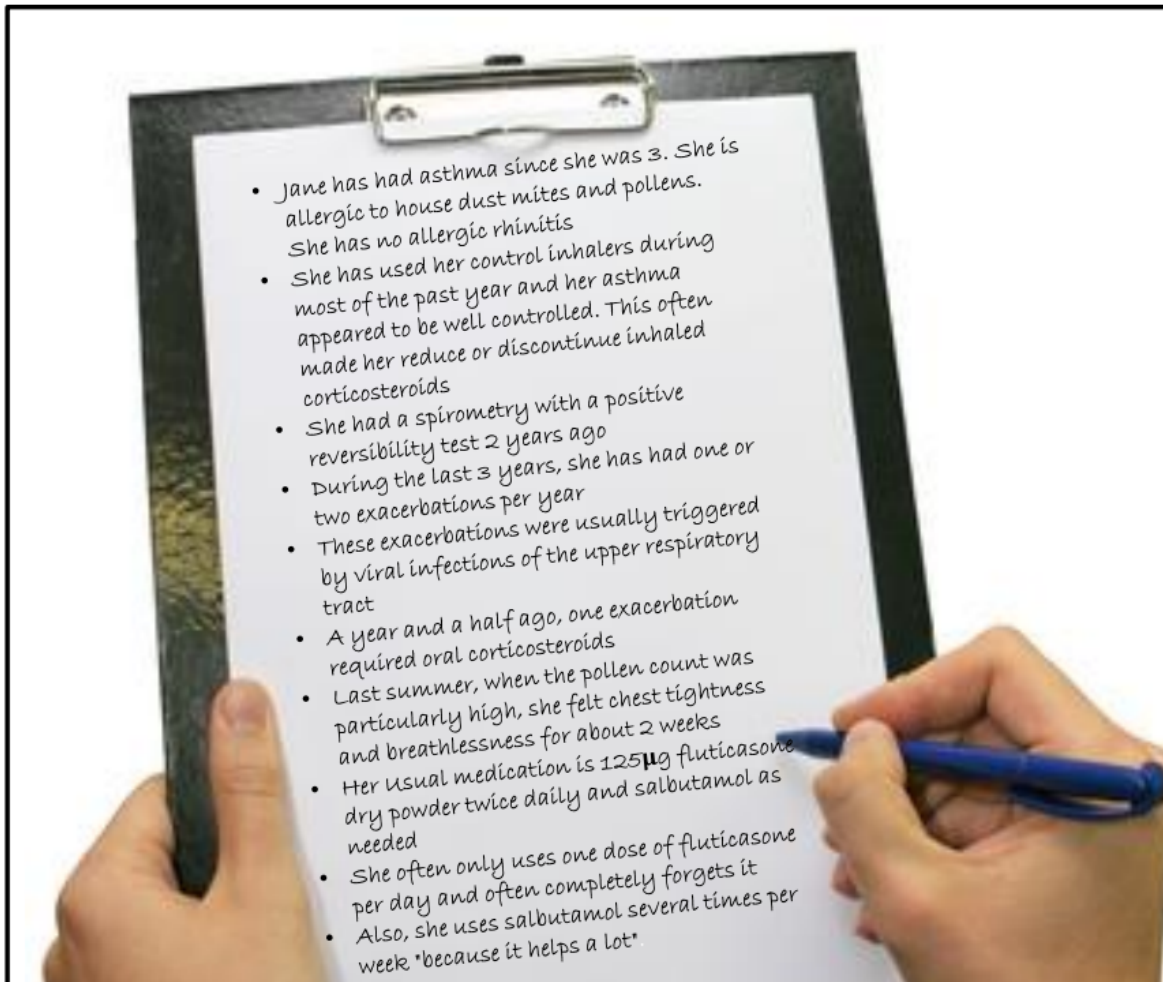 • Jane has had asthma since she was 3. She is
allergic to house dust mites and pollens.
She has no allergic rhinitis
• She has used her control inhalers during
most of the past year and her asthma
appeared to be well controlled. This often
made her reduce or discontinue inhaled
corticosteroids
• She had a spirometry with a positive
reversibility test 2 years ago
• During the last 3 years, she has had one or
two exacerbations per year
• These exacerbations were usually triggered
by viral infections of the upper respiratory
tract
• A year and a half ago, one exacerbation
required oral corticosteroids
• Last summer, when the pollen count was
particularly high, she felt chest tightness
and breathlessness for about 2 weeks
• Her usual medication is 125μg fluticasone
dry powder twice daily and salbutamol as
needed
• She often only uses one dose of fluticasone
per day and often completely forgets it
• Also, she uses salbutamol several times per
week "because it helps a lot"